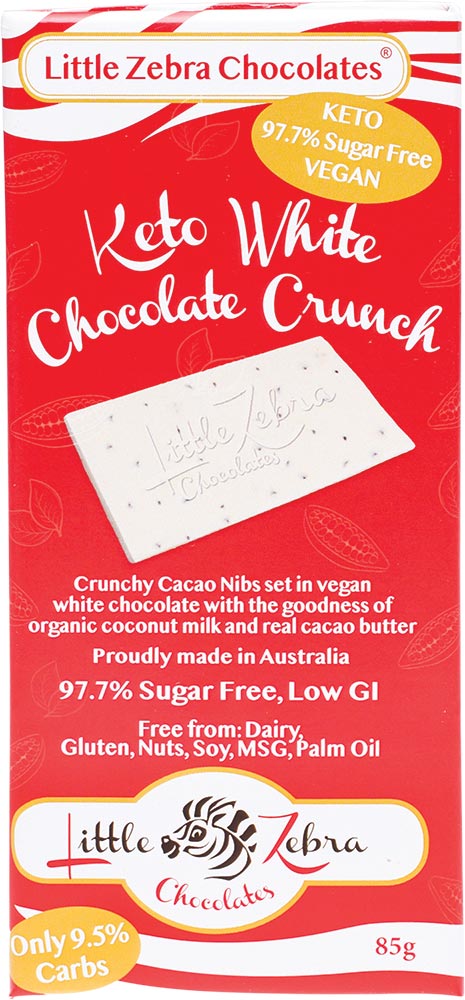 Little Zebra Chocolates®
KETO
97.7% Sugar Free
VEGAN
Keto White
Chocolate Crunch
Little Zebra
Chocolates
Crunchy Cacao Nibs set in vegan
white chocolate with the goodness of
organic coconut milk and real cacao butter
Proudly made in Australia
97.7% Sugar Free, Low GI
Free from: Dairy,
Gluten, Nuts, Soy, MSG, Palm Oil
Little Zebra
Chocolates
Only 9.5%
Carbs
85g